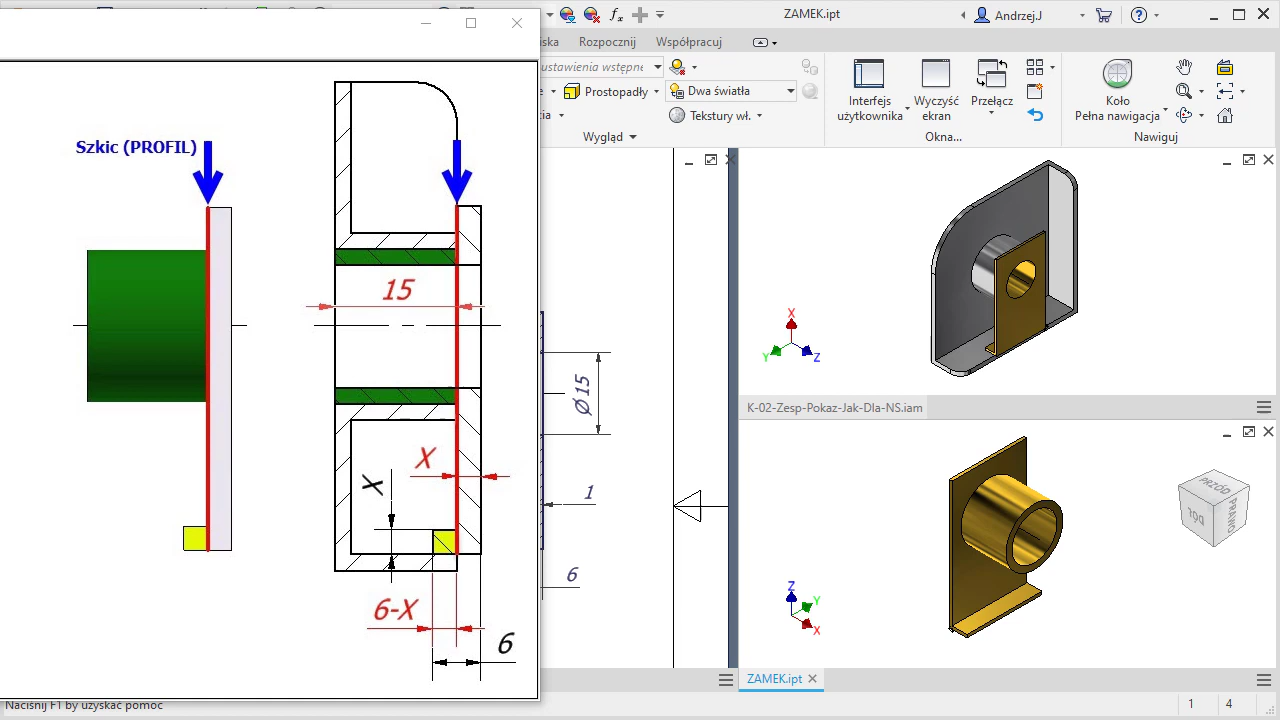 ZAMEK.ipt
Andrzej.J
Rozpocznij
Współpracuj
ustawienia wstępne
Prostopadły
Dwa światła
Tekstury wł.
Wygląd
Interfejs
użytkownika
Wyczyść
ekran
Przełącz
Okna...
Koło
Pełna nawigacja
Nawiguj
Szkic (PROFIL)
15
X
X
6-X
6
Ø15
1
6
X
Y
Z
K-02-Zesp-Pokaz-Jak-Dla-NS.iam
PRZÓD
Z
Y
X
ZAMEK.ipt
Naciśnij F1 by uzyskać pomoc
1
4